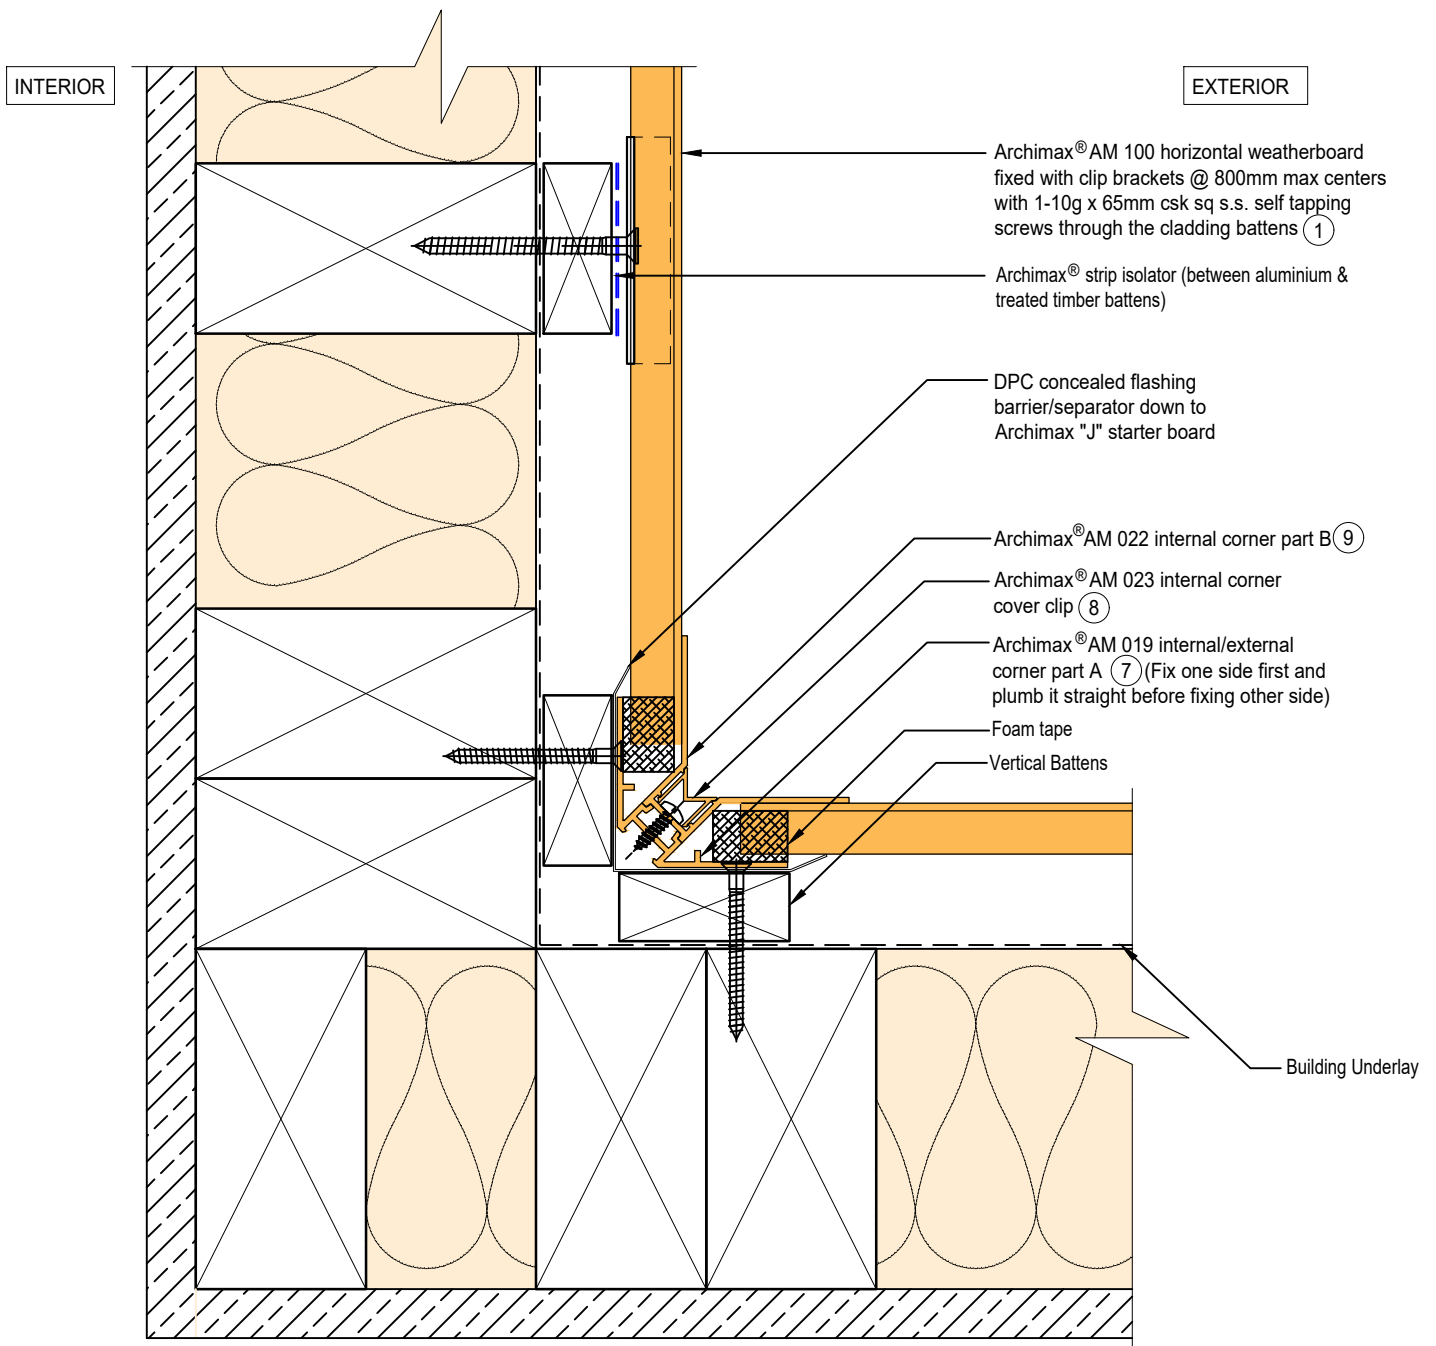 INTERIOR
EXTERIOR
Archimax® AM 100 horizontal weatherboard
fixed with clip brackets @ 800mm max centers
with 1-10g x 65mm csk sq s.s. self tapping
screws through the cladding battens 1
Archimax® strip isolator (between aluminium &
treated timber battens)
DPC concealed flashing
barrier/separator down to
Archimax "J" starter board
Archimax® AM 022 internal corner part B 9
Archimax® AM 023 internal corner
cover clip 8
Archimax® AM 019 internal/external
corner part A 7 (Fix one side first and
plumb it straight before fixing other side)
Foam tape
Vertical Battens
Building Underlay